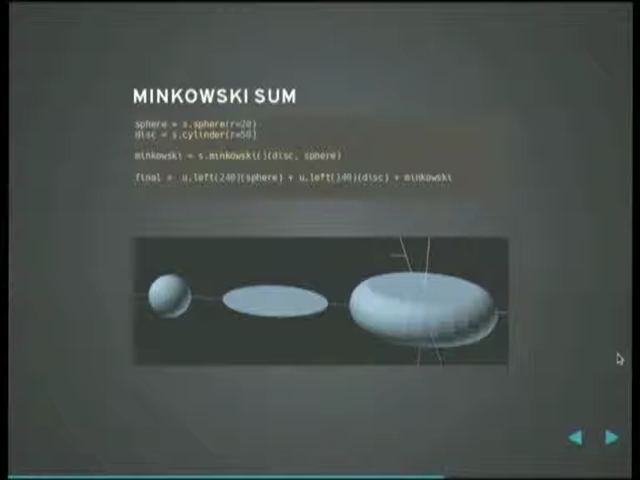 MINKOWSKI SUM
sphere = s.sphere(r=20)
disc = s.cylinder(r=50)
minkowski = s.minkowski()(disc, sphere)
final = u.left(240)(sphere) + u.left(140)(disc) + minkowski